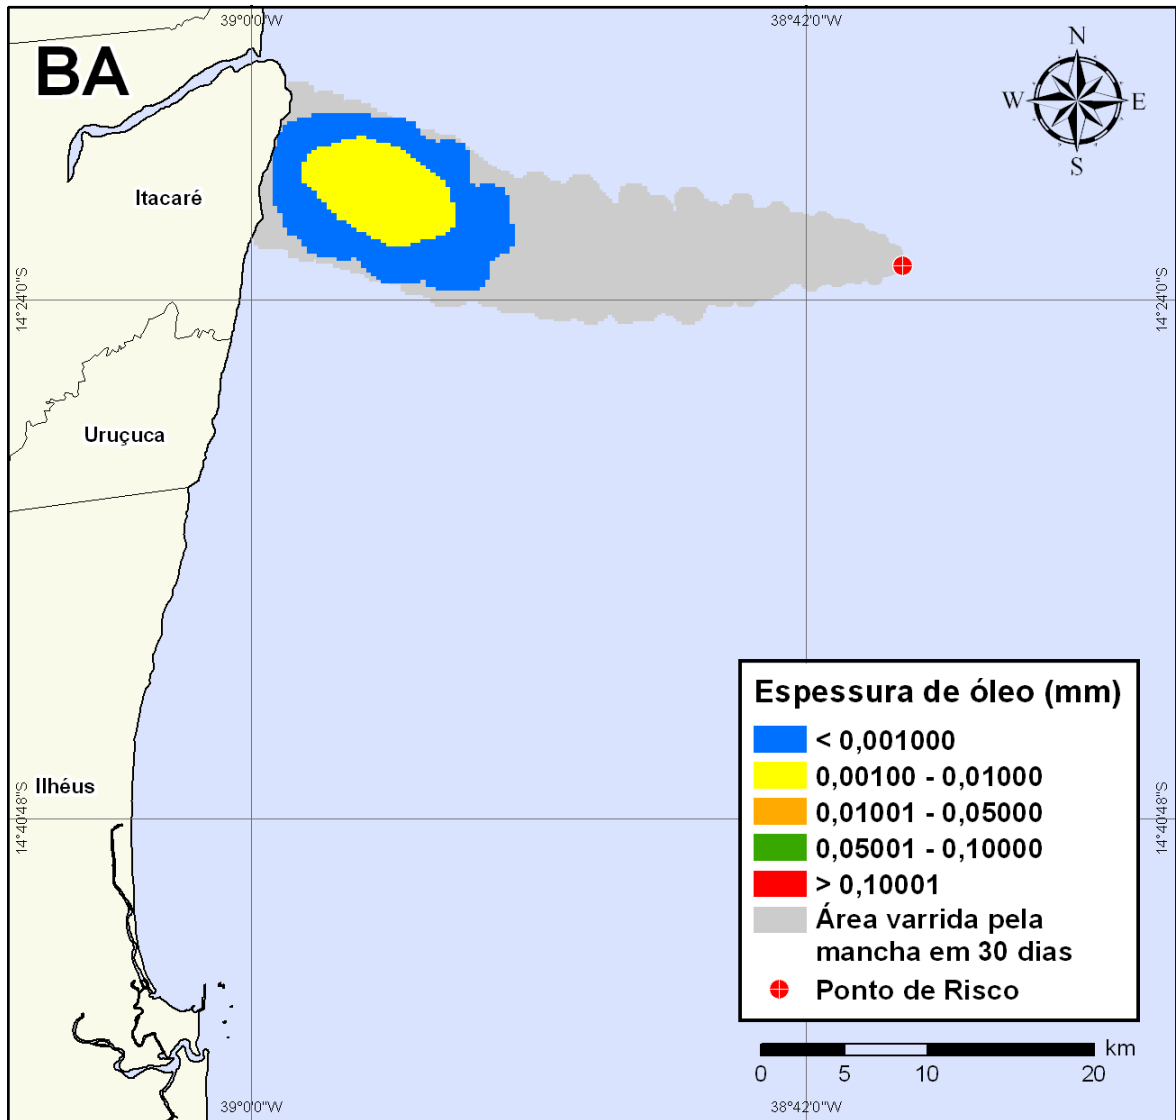 39°0'0"W
38°42'0"W
BA
N
W
E
S
Itacaré
14°24'0"S
14°24'0"S
Uruçuca
Espessura de óleo (mm)
< 0,001000
0,00100 - 0,01000
0,01001 - 0,05000
0,05001 - 0,10000
> 0,10001
Área varrida pela
mancha em 30 dias
Ponto de Risco
Ilhéus
14°40'48"S
14°40'48"S
km
0
5
10
20
39°0'0"W
38°42'0"W